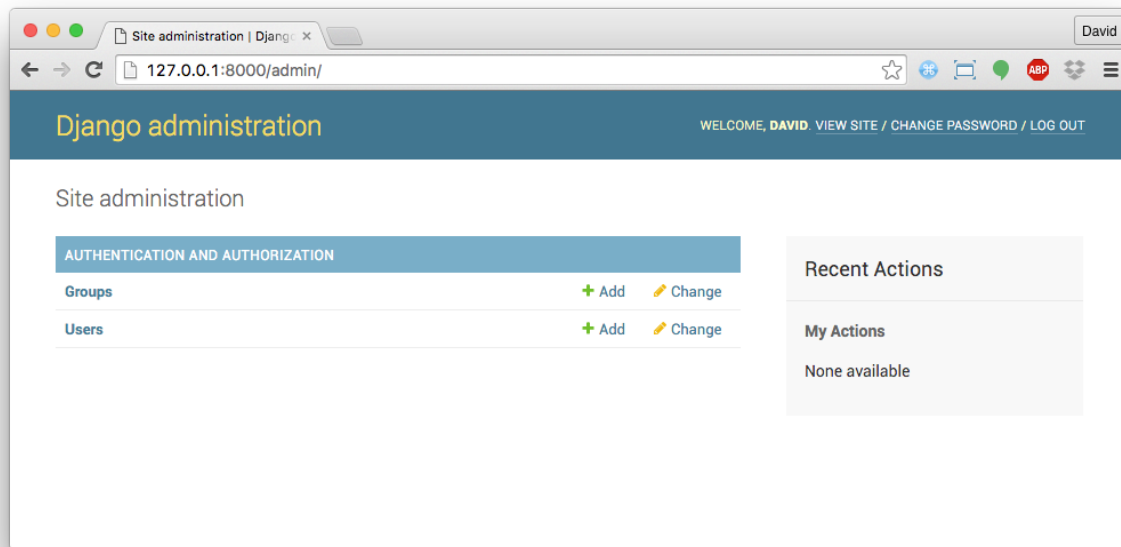 Site administration | Djang
David
127.0.0.1:8000/admin/
ABP
Django administration
WELCOME, DAVID. VIEW SITE / CHANGE PASSWORD / LOG OUT
Site administration
AUTHENTICATION AND AUTHORIZATION
Groups Add Change
Users Add Change
Recent Actions
My Actions
None available